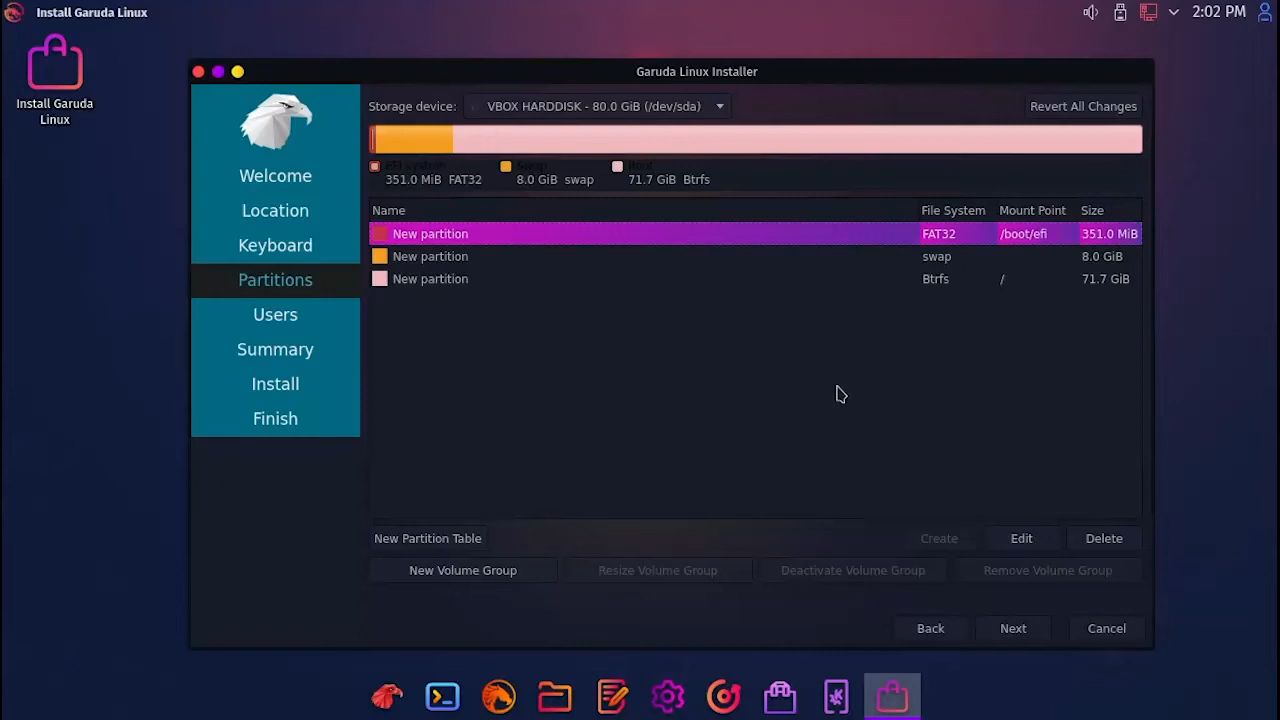 Install Garuda Linux
2:02 PM
Install Garuda
Linux
Garuda Linux Installer
Welcome
Location
Keyboard
Partitions
Users
Summary
Install
Finish
Storage device: VBOX HARDDISK - 80.0 GiB (/dev/sda)
Revert All Changes
EFI system
351.0 MiB FAT32 8.0 GiB swap 71.7 GiB Btrfs
Name File System Mount Point Size
New partition FAT32 /boot/efi 351.0 MiB
New partition swap 8.0 GiB
New partition Btrfs / 71.7 GiB
New Partition Table Create Edit Delete
New Volume Group Resize Volume Group Deactivate Volume Group Remove Volume Group
Back Next Cancel